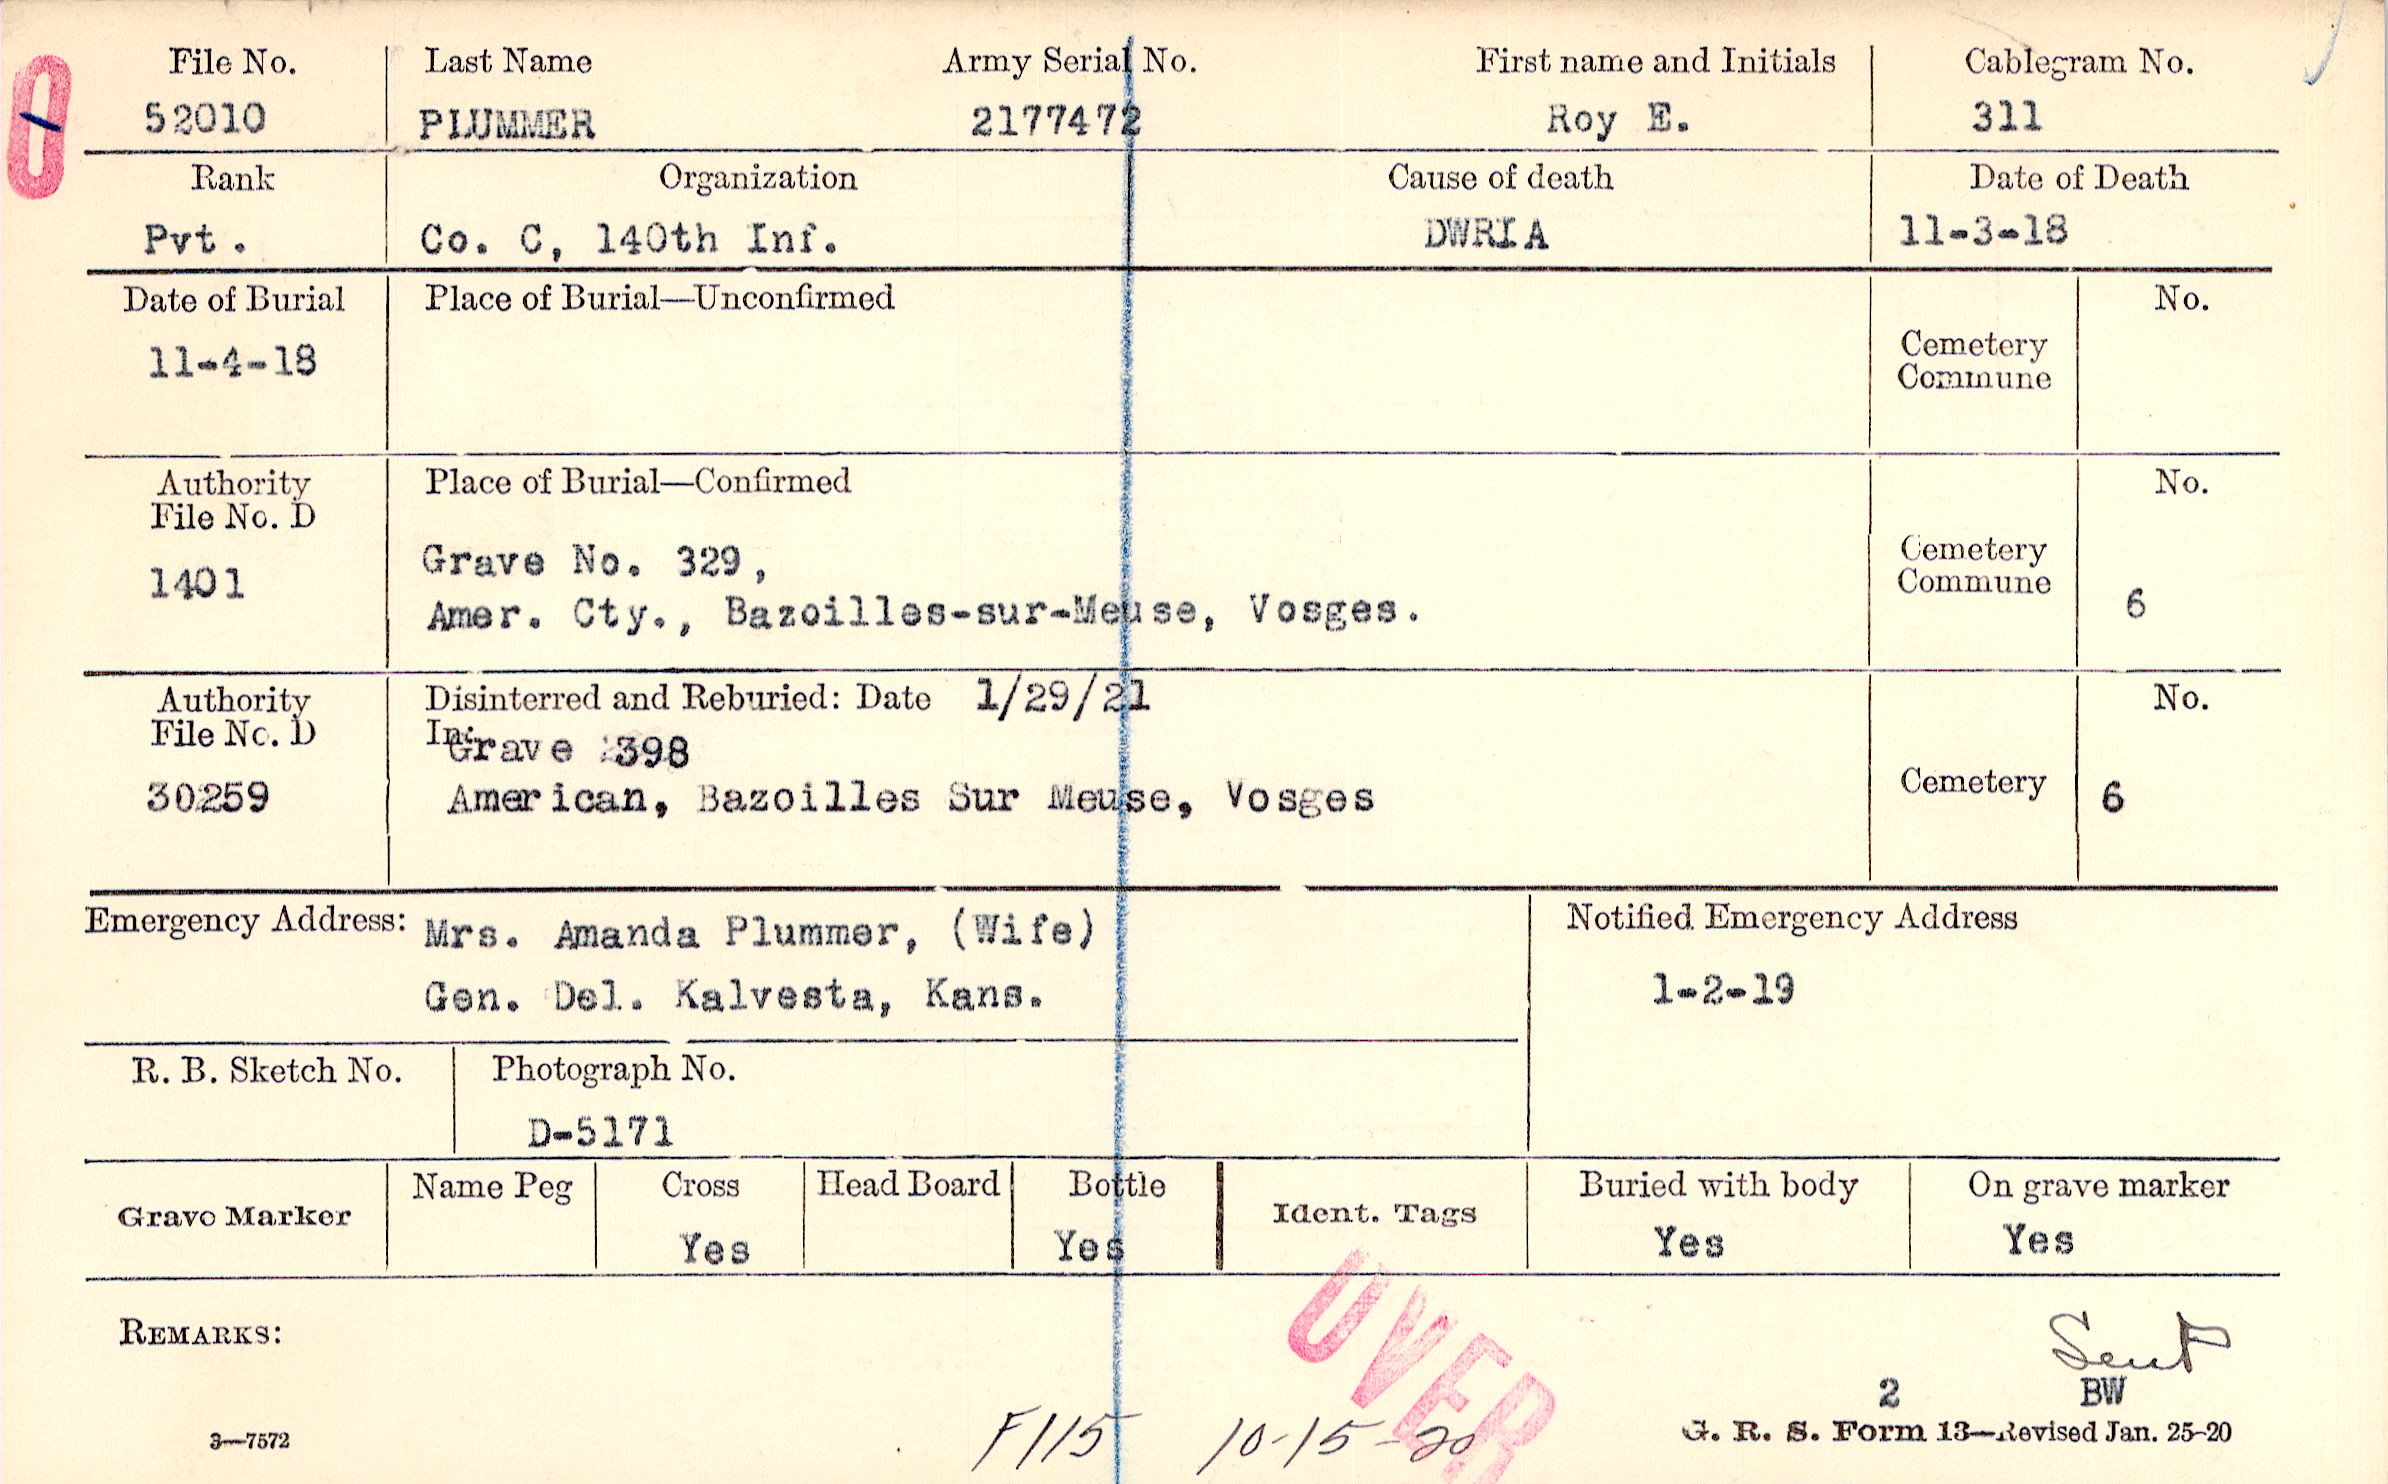 File No. Last Name Army Serial No. First name and Initials Cablegram No.
52010 PLUMMER 2177472 Roy E. 311
Rank Organization Cause of death Date of Death
Pvt. Co. C, 140th Inf. DWRIA 11-3-18
Date of Burial Place of Burial—Unconfirmed No.
11-4-18
Cemetery
Commune
Authority Place of Burial—Confirmed No.
File No. D
1401
Grave No. 329,
Amer. Cty., Bazoilles-sur-Meuse, Vosges.
Cemetery
Commune
6
Authority Disinterred and Reburied: Date 1/29/21 No.
File No. D In:
Grave 398
30259 American, Bazoilles Sur Meuse, Vosges Cemetery 6
Emergency Address: Mrs. Amanda Plummer, (Wife) Notified Emergency Address
Gen. Del. Kalvesta, Kans. 1-2-19
R. B. Sketch No. Photograph No.
D-5171
Grave Marker Name Peg Cross Head Board Bottle Ident. Tags Buried with body On grave marker
Yes Yes Yes Yes
REMARKS:
OVER
Sent
2 BW
3—7572 F115 10-15-20 G. R. S. Form 13—Revised Jan. 25-20